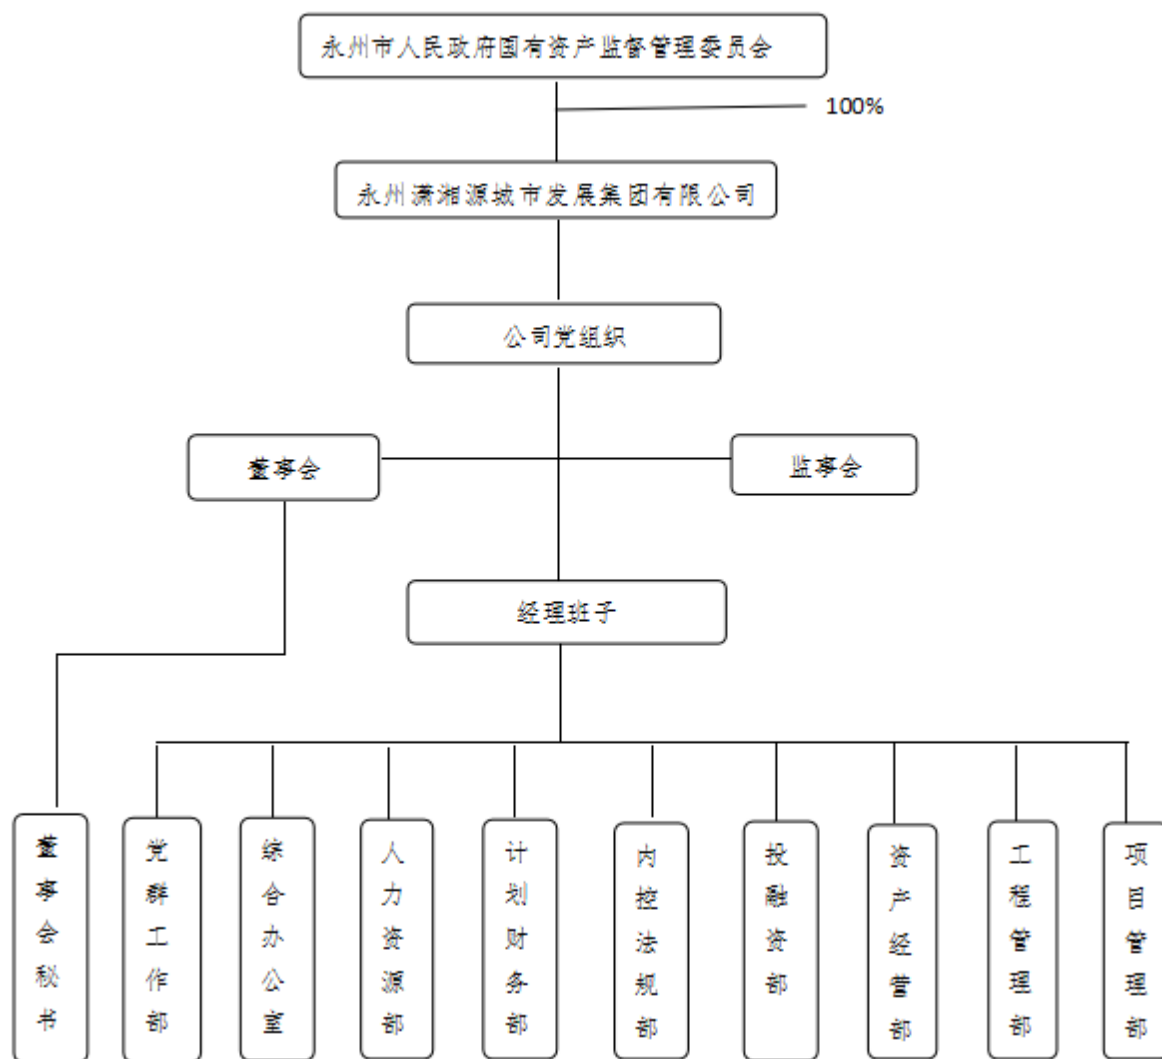 永州市人民政府国有资产监督管理委员会
100%
永州潇湘源城市发展集团有限公司
公司党组织
董事会
监事会
经理班子
董事会秘书
党群工作部
综合办公室
人力资源部
计划财务部
内控法规部
投融资部
资产经营部
工程管理部
项目管理部